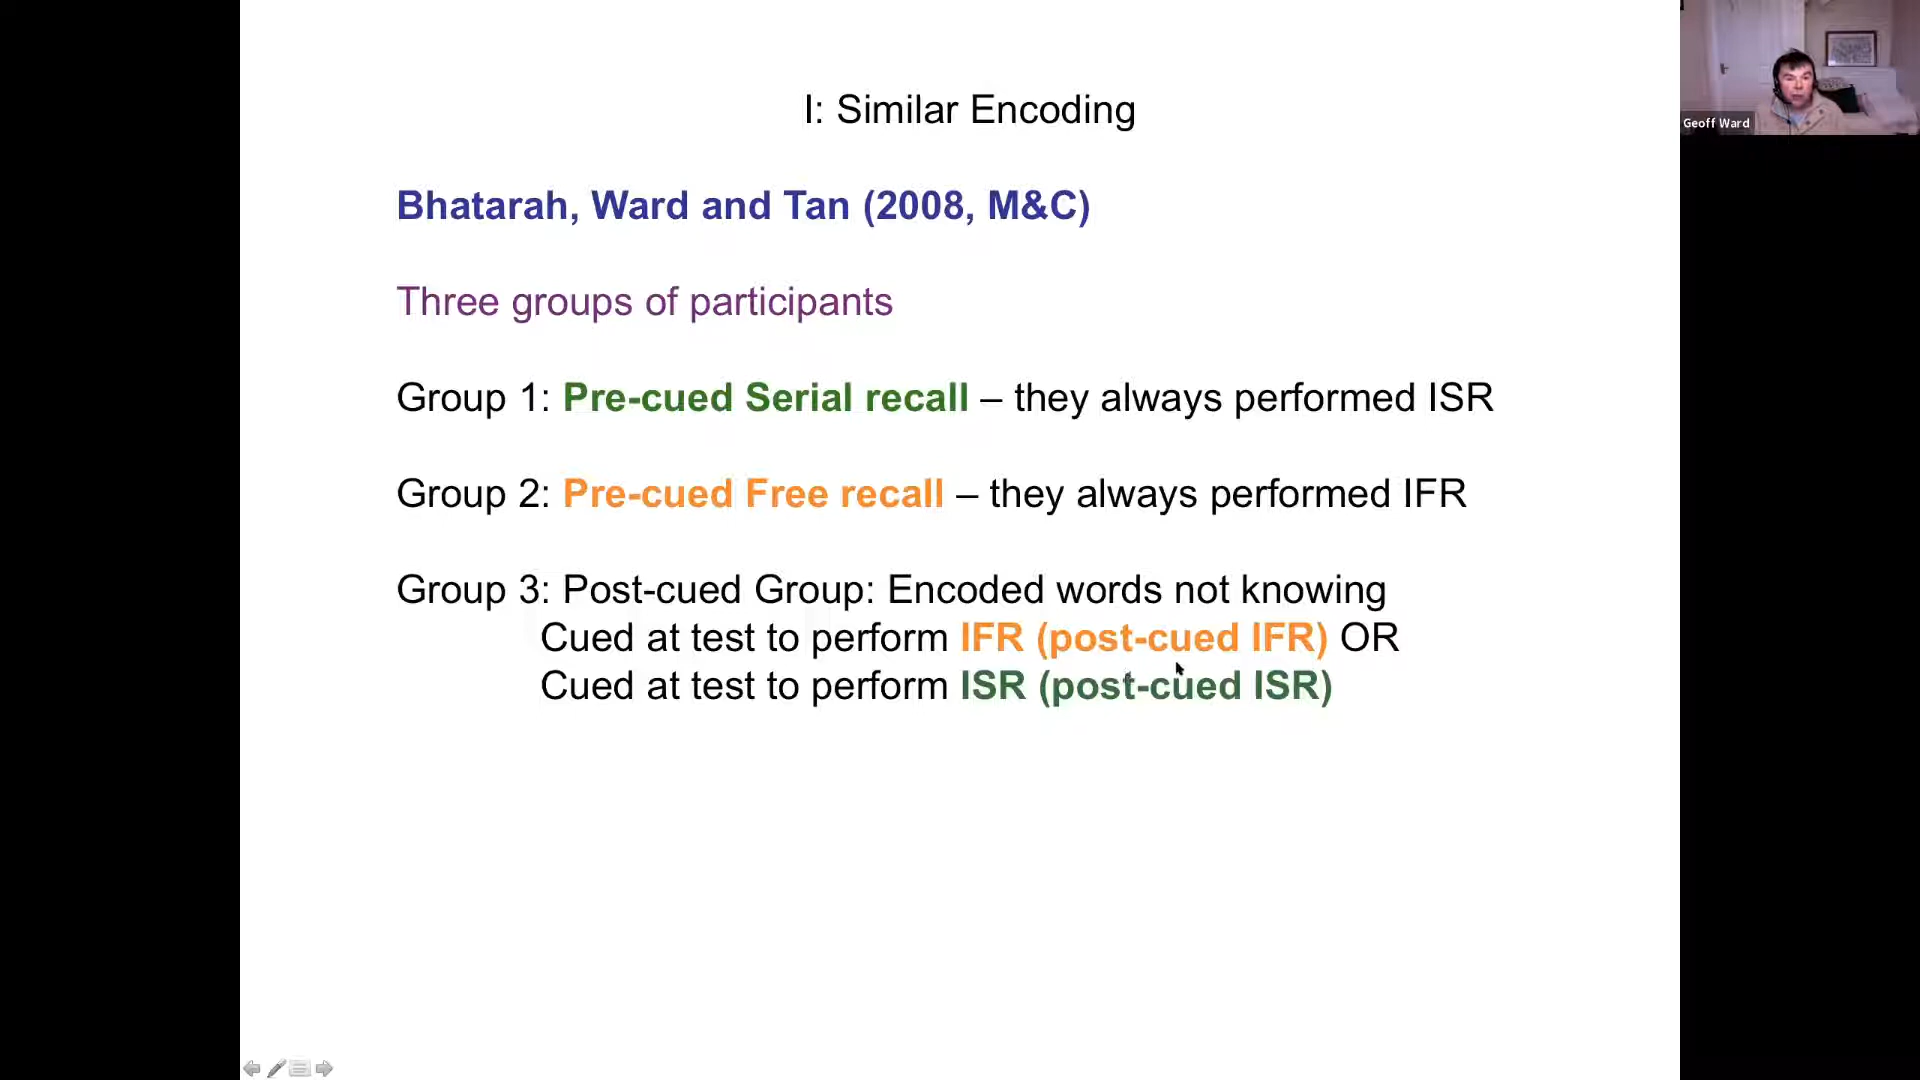 I: Similar Encoding
Geoff Ward
Bhatarah, Ward and Tan (2008, M&C)
Three groups of participants
Group 1: Pre-cued Serial recall – they always performed ISR
Group 2: Pre-cued Free recall – they always performed IFR
Group 3: Post-cued Group: Encoded words not knowing
Cued at test to perform IFR (post-cued IFR) OR
Cued at test to perform ISR (post-cued ISR)